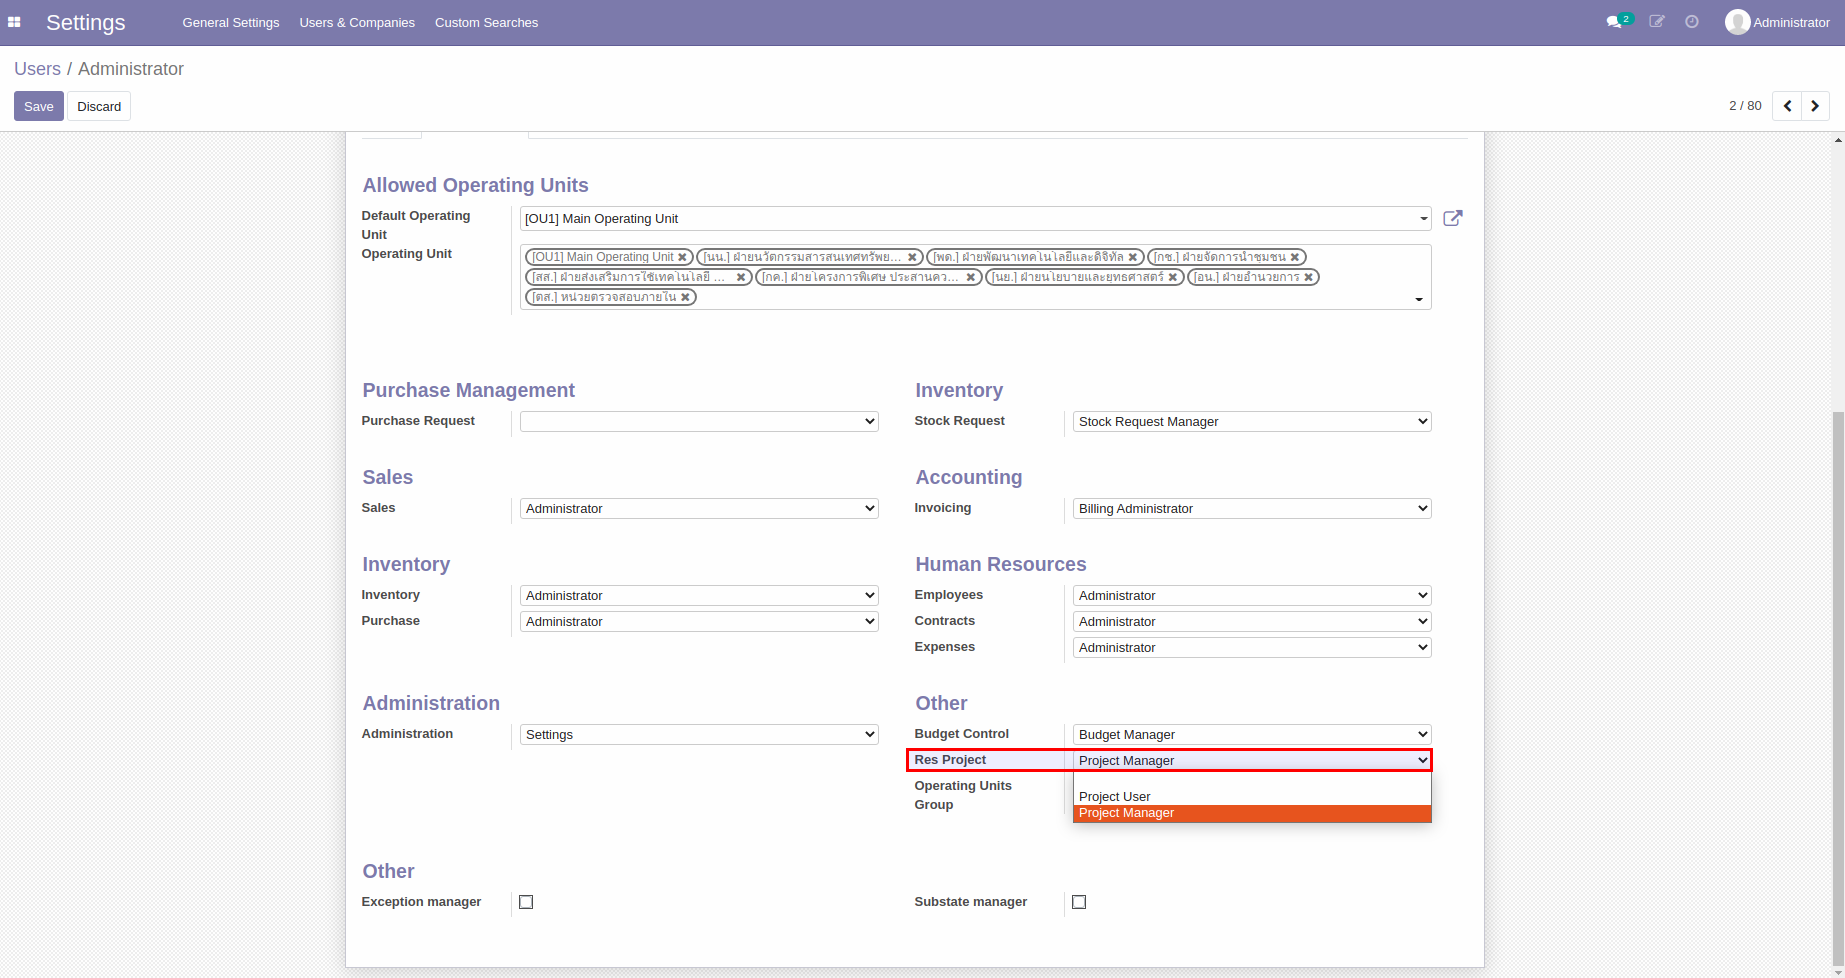 Settings General Settings Users & Companies Custom Searches 2 Administrator
Users / Administrator
Save Discard 2 / 80
Allowed Operating Units
Default Operating Unit [OU1] Main Operating Unit
Operating Unit [OU1] Main Operating Unit [นน.] ฝ่ายนวัตกรรมสารสนเทศทรัพย... [พด.] ฝ่ายพัฒนาเทคโนโลยีและดิจิทัล [กช.] ฝ่ายจัดการน้ำชุมชน
[สส.] ฝ่ายส่งเสริมการใช้เทคโนโลยี ... [กค.] ฝ่ายโครงการพิเศษ ประสานคว... [นย.] ฝ่ายนโยบายและยุทธศาสตร์ [อน.] ฝ่ายอำนวยการ
[ตส.] หน่วยตรวจสอบภายใน
Purchase Management Inventory
Purchase Request Stock Request Stock Request Manager
Sales Accounting
Sales Administrator Invoicing Billing Administrator
Inventory Human Resources
Inventory Administrator Employees Administrator
Purchase Administrator Contracts Administrator
Expenses Administrator
Administration Other
Administration Settings Budget Control Budget Manager
Res Project Project Manager
Operating Units Group
Project User
Project Manager
Other
Exception manager Substate manager